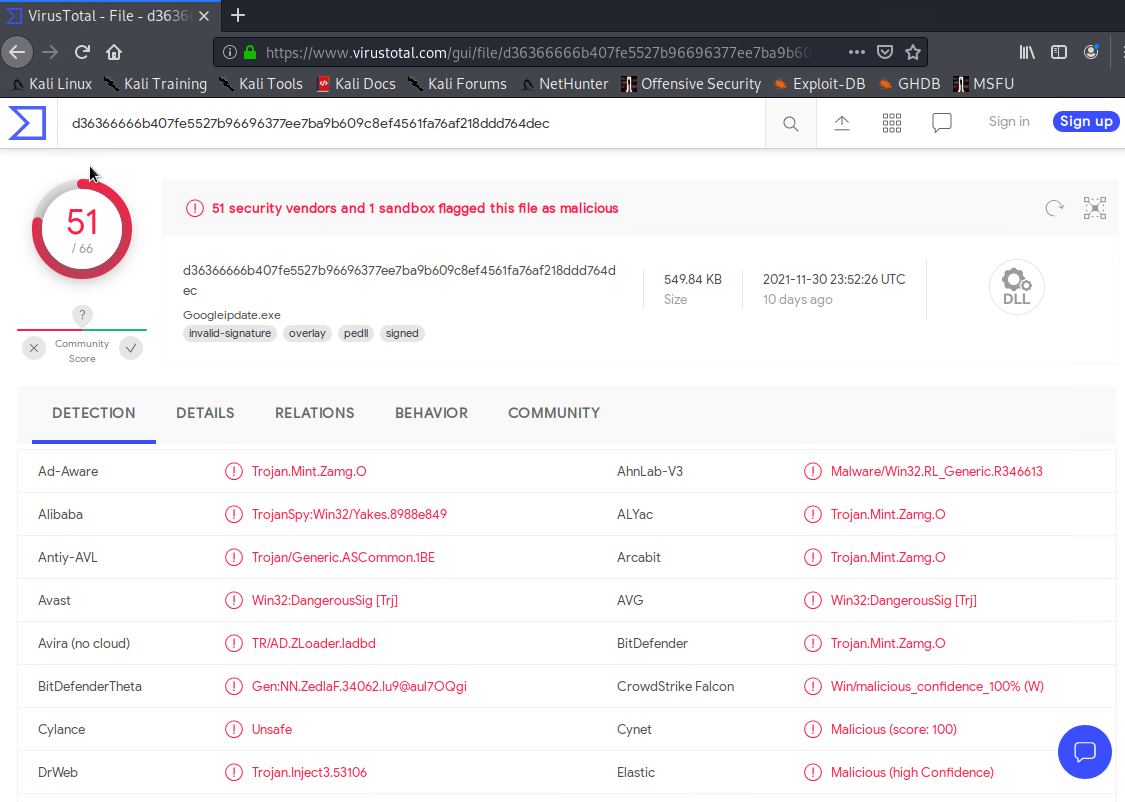 VirusTotal - File - d36366
https://www.virustotal.com/gui/file/d36366666b407fe5527b96696377ee7ba9b60
Kali Linux Kali Training Kali Tools Kali Docs Kali Forums NetHunter Offensive Security Exploit-DB GHDB MSFU
d36366666b407fe5527b96696377ee7ba9b609c8ef4561fa76af218ddd764dec
Sign in
Sign up
51
/ 66
51 security vendors and 1 sandbox flagged this file as malicious
d36366666b407fe5527b96696377ee7ba9b609c8ef4561fa76af218ddd764d
ec
Googleipdate.exe
invalid-signature overlay pedll signed
549.84 KB
Size
2021-11-30 23:52:26 UTC
10 days ago
DLL
?
Community
Score
DETECTION DETAILS RELATIONS BEHAVIOR COMMUNITY
Ad-Aware Trojan.Mint.Zamg.O AhnLab-V3 Malware/Win32.RL_Generic.R346613
Alibaba TrojanSpy:Win32/Yakes.8988e849 ALYac Trojan.Mint.Zamg.O
Antiy-AVL Trojan/Generic.ASCommon.1BE Arcabit Trojan.Mint.Zamg.O
Avast Win32:DangerousSig [Trj] AVG Win32:DangerousSig [Trj]
Avira (no cloud) TR/AD.ZLoader.ladbd BitDefender Trojan.Mint.Zamg.O
BitDefenderTheta Gen:NN.ZedlaF.34062.Iu9@aul7OQgi CrowdStrike Falcon Win/malicious_confidence_100% (W)
Cylance Unsafe Cynet Malicious (score: 100)
DrWeb Trojan.Inject3.53106 Elastic Malicious (high Confidence)